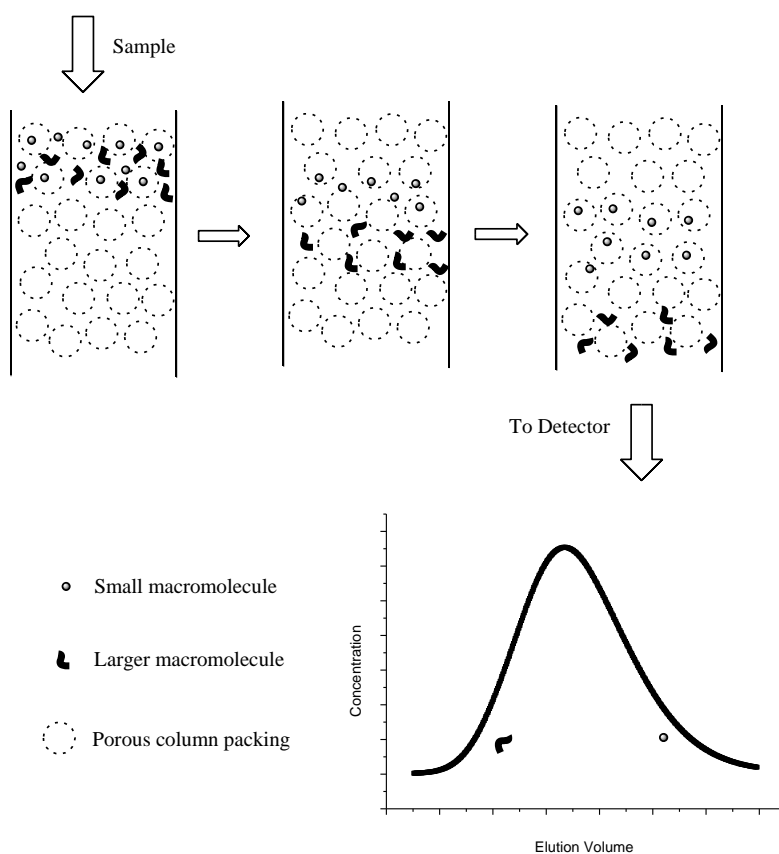 Sample
To Detector
Small macromolecule
Larger macromolecule
Porous column packing
Concentration
Elution Volume